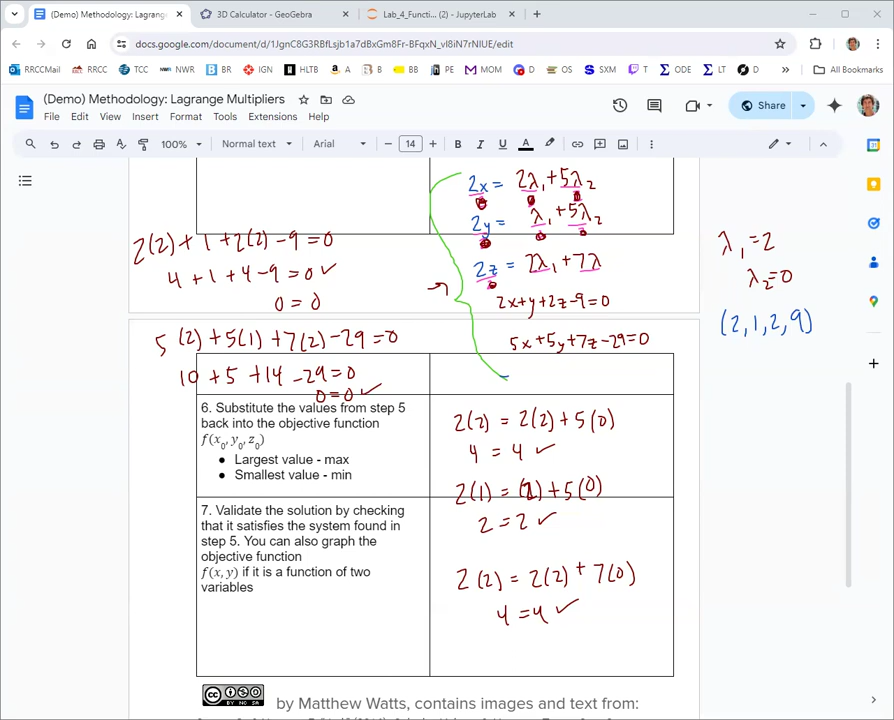 (Demo) Methodology: Lagrang
3D Calculator - GeoGebra
Lab_4_Functi... (2) - JupyterLab
docs.google.com/document/d/1JgnC8G3RBfLsjb1a7dBxGm8Fr-BFqxN_vl8iN7rNIUE/edit
RRCCMail
RRCC
TCC
NWR
BR
IGN
HLTB
A
B
BB
PE
MOM
D
OS
SXM
T
ODE
LT
D
All Bookmarks
(Demo) Methodology: Lagrange Multipliers
Share
File Edit View Insert Format Tools Extensions Help
100% Normal text Arial 14
2x = 2λ₁ + 5λ₂
2y = λ₁ + 5λ₂
2(2) + 1 + 2(2) - 9 = 0
4 + 1 + 4 - 9 = 0 ✓
0 = 0
2z = 2λ₁ + 7λ
2x + y + 2z - 9 = 0
5x + 5y + 7z - 29 = 0
λ₁ = 2
λ₂ = 0
(2, 1, 2, 9)
5(2) + 5(1) + 7(2) - 29 = 0
10 + 5 + 14 - 29 = 0
0 = 0 ✓
6. Substitute the values from step 5
back into the objective function
f(x₀, y₀, z₀)
● Largest value - max
● Smallest value - min
2(2) = 2(2) + 5(0)
4 = 4 ✓
2(1) = (2) + 5(0)
2 = 2 ✓
7. Validate the solution by checking
that it satisfies the system found in
step 5. You can also graph the
objective function
f(x, y) if it is a function of two
variables
2(2) = 2(2) + 7(0)
4 = 4 ✓
cc
BY NC SA
by Matthew Watts, contains images and text from: